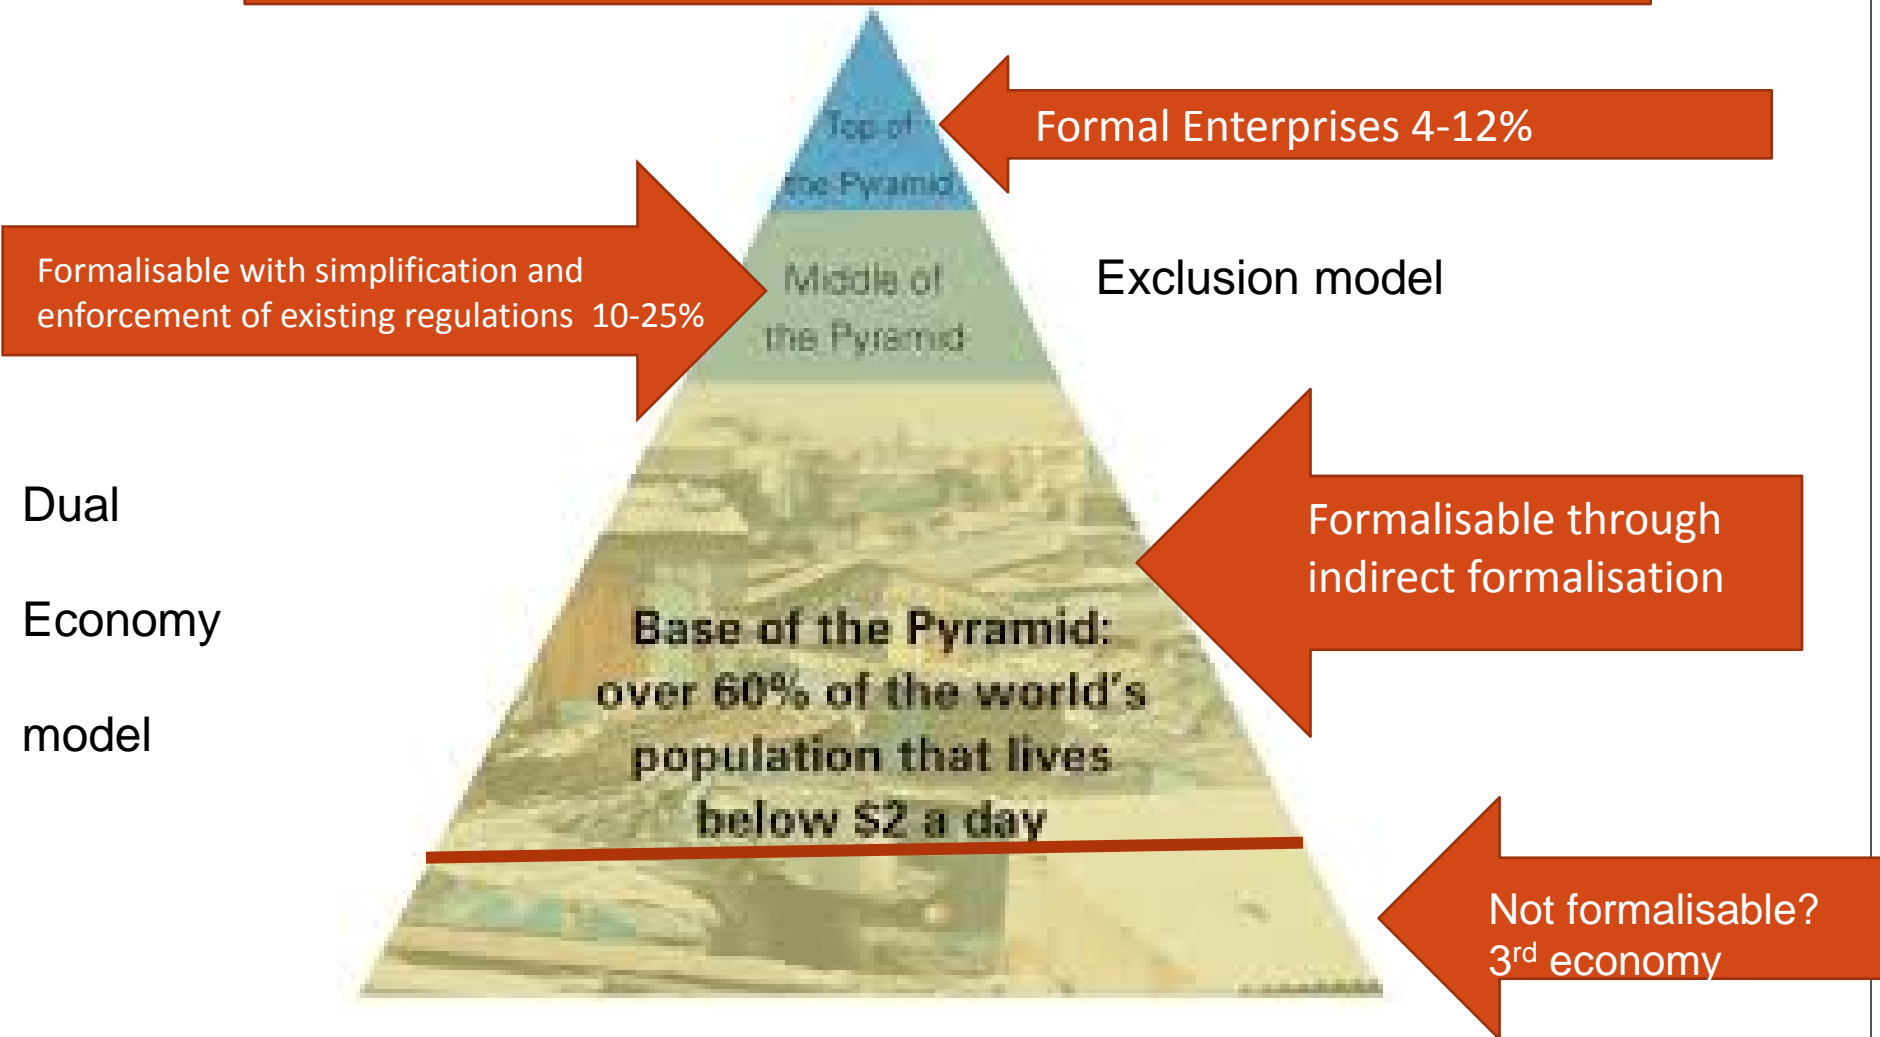 Top of
the Pyramid
Formal Enterprises 4-12%
Formalisable with simplification and
enforcement of existing regulations 10-25%
Middle of
the Pyramid
Exclusion model
Dual
Economy
model
Formalisable through
indirect formalisation
Base of the Pyramid:
over 60% of the world's
population that lives
below $2 a day
Not formalisable?
3rd economy